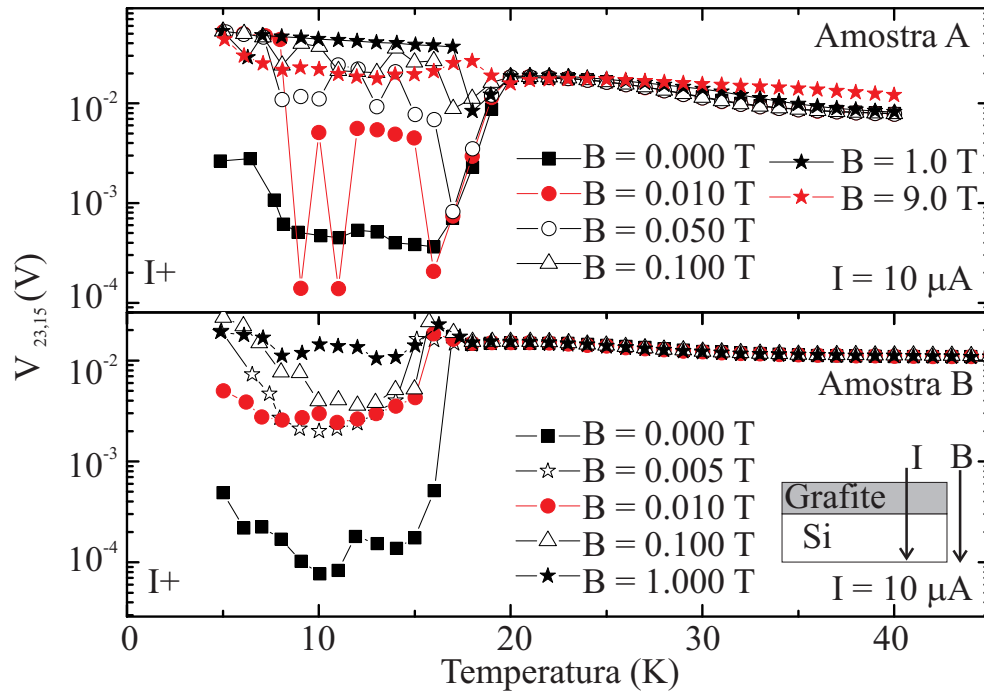 V 23,15 (V)
10⁻²
10⁻³
10⁻⁴
Amostra A
B = 0.000 T
B = 0.010 T
B = 0.050 T
B = 0.100 T
B = 1.0 T
B = 9.0 T
I+
I = 10 µA
10⁻²
10⁻³
10⁻⁴
Amostra B
B = 0.000 T
B = 0.005 T
B = 0.010 T
B = 0.100 T
B = 1.000 T
I B
Grafite
Si
I+
I = 10 µA
0 10 20 30 40
Temperatura (K)